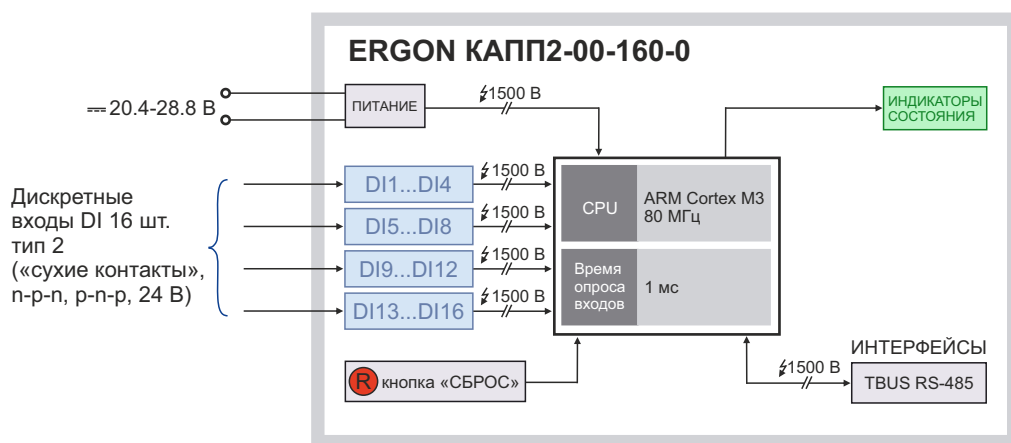 ERGON КАПП2-00-160-0
⎓ 20.4-28.8 В
ПИТАНИЕ
1500 В
ИНДИКАТОРЫ
СОСТОЯНИЯ
Дискретные
входы DI 16 шт.
тип 2
(«сухие контакты»,
n-p-n, p-n-p, 24 В)
DI1...DI4
1500 В
DI5...DI8
1500 В
DI9...DI12
1500 В
DI13...DI16
1500 В
CPU
ARM Cortex M3
80 МГц
Время
опроса
входов
1 мс
R кнопка «СБРОС»
1500 В
ИНТЕРФЕЙСЫ
TBUS RS-485